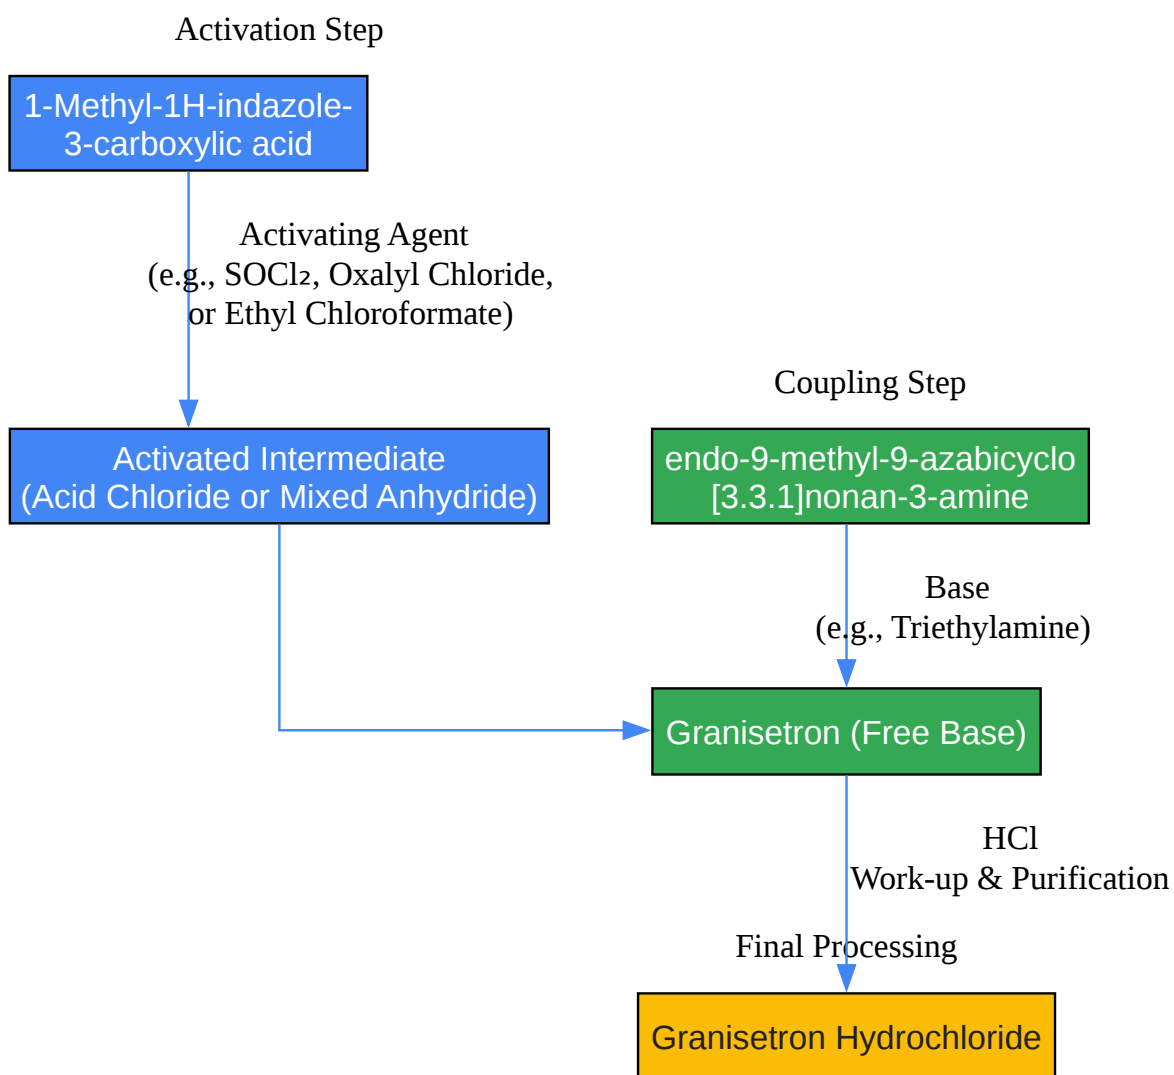 Activation Step
1-Methyl-1H-indazole-
3-carboxylic acid
Activating Agent
(e.g., SOCl₂, Oxalyl Chloride,
or Ethyl Chloroformate)
Coupling Step
Activated Intermediate
(Acid Chloride or Mixed Anhydride)
endo-9-methyl-9-azabicyclo
[3.3.1]nonan-3-amine
Base
(e.g., Triethylamine)
Granisetron (Free Base)
HCl
Work-up & Purification
Final Processing
Granisetron Hydrochloride